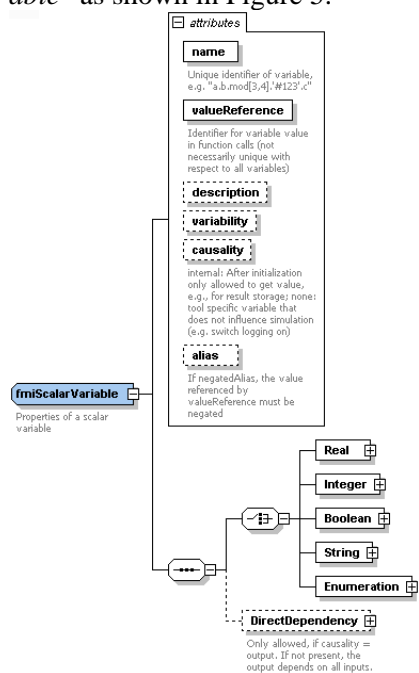 able" as shown in Figure 3.
attributes
name
Unique identifier of variable,
e.g. "a.b.mod[3,4].'#123'.c"
valueReference
Identifier for variable value
in function calls (not
necessarily unique with
respect to all variables)
description
variability
causality
internal: After initialization
only allowed to get value,
e.g., for result storage; none:
tool specific variable that
does not influence simulation
(e.g. switch logging on)
alias
If negatedAlias, the value
referenced by
valueReference must be
negated
fmiScalarVariable
Properties of a scalar
variable
Real
Integer
Boolean
String
Enumeration
DirectDependency
Only allowed, if causality =
output. If not present, the
output depends on all inputs.